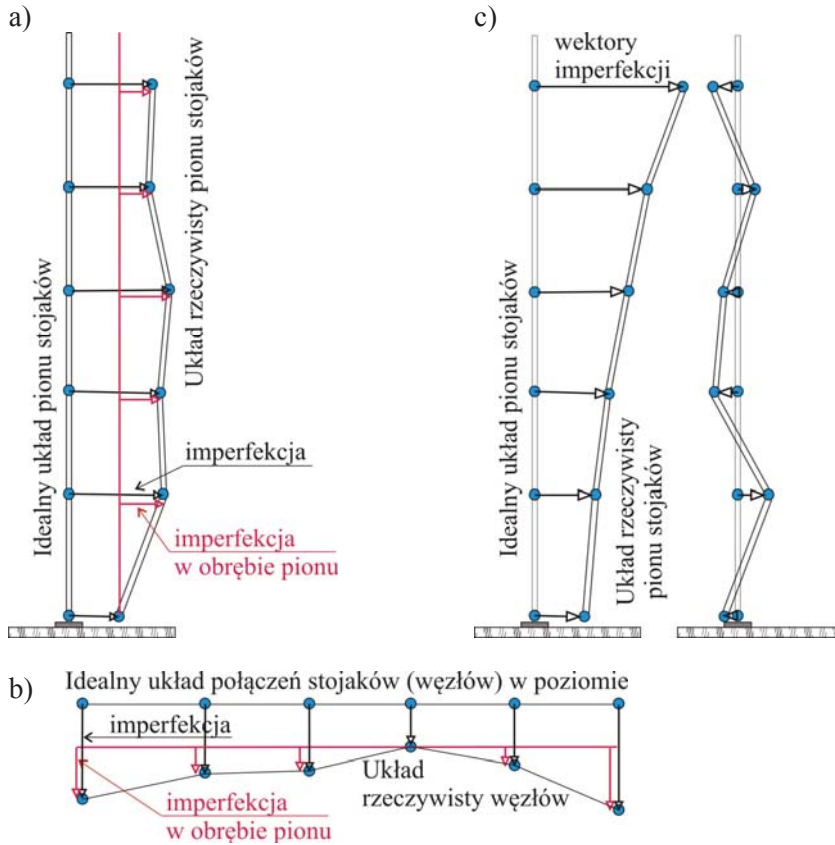 a)
Idealny układ pionu stojaków
Układ rzeczywisty pionu stojaków
imperfekcja
imperfekcja
w obrębie pionu
c)
wektory
imperfekcji
Idealny układ pionu stojaków
Układ rzeczywisty
pionu stojaków
b)
Idealny układ połączeń stojaków (węzłów) w poziomie
imperfekcja
Układ
rzeczywisty węzłów
imperfekcja
w obrębie pionu